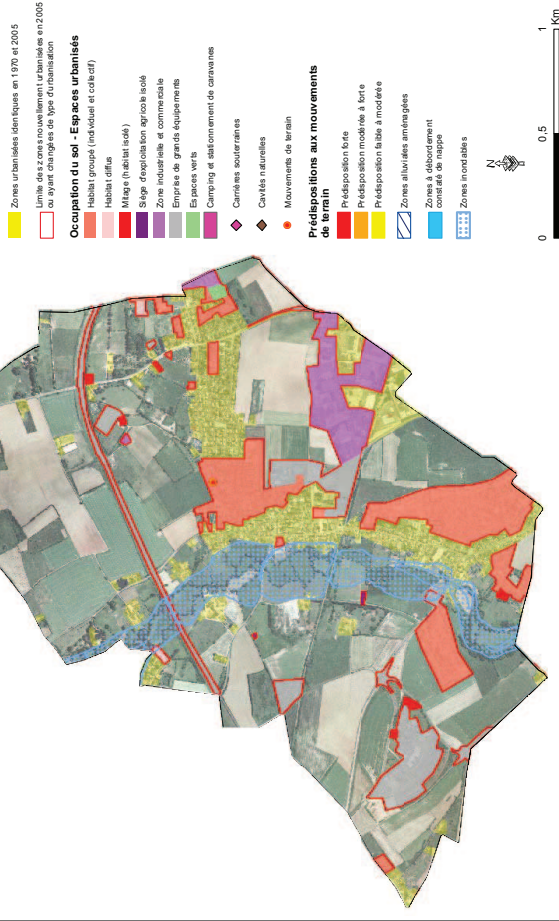 Zones urbanisées identiques en 1970 et 2005
Limite des zones nouvellement urbanisées en 2005
ou ayant changées de type d'urbanisation
Occupation du sol - Espaces urbanisés
Habitat groupé (individuel et collectif)
Habitat diffus
Mitage (habitat isolé)
Siège d'exploitation agricole isolé
Zone industrielle et commerciale
Emprise de grands équipements
Espaces verts
Camping et stationnement de caravanes
Carrières souterraines
Cavités naturelles
Mouvements de terrain
Prédispositions aux mouvements
de terrain
Prédisposition forte
Prédisposition modérée à forte
Prédisposition faible à modérée
Zones alluviales aménagées
Zones à débordement
constaté de nappe
Zones inondables
N
0
0.5
1
Km